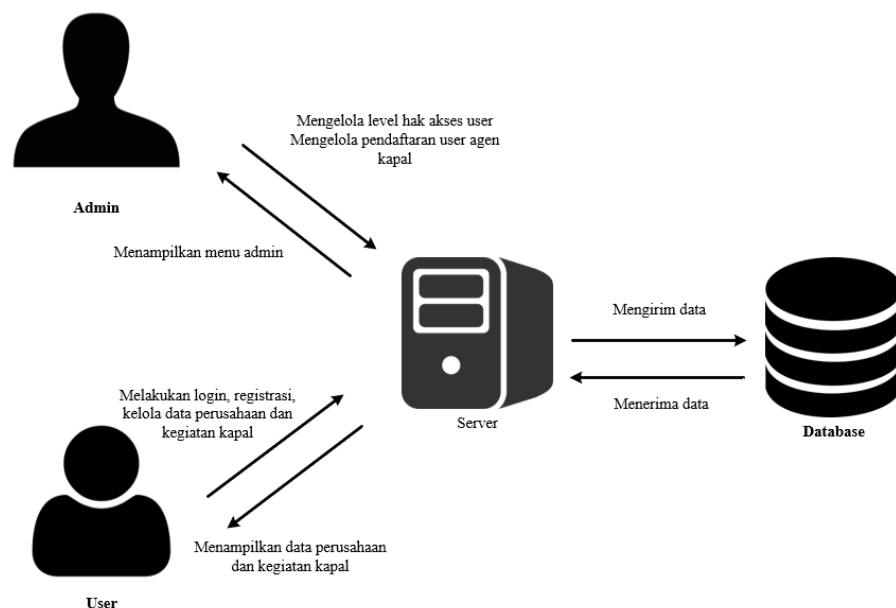 Mengelola level hak akses user
Mengelola pendaftaran user agen
kapal
Admin
Menampilkan menu admin
Mengirim data
Melakukan login, registrasi,
kelola data perusahaan dan
kegiatan kapal
Server
Menerima data
Database
Menampilkan data perusahaan
dan kegiatan kapal
User